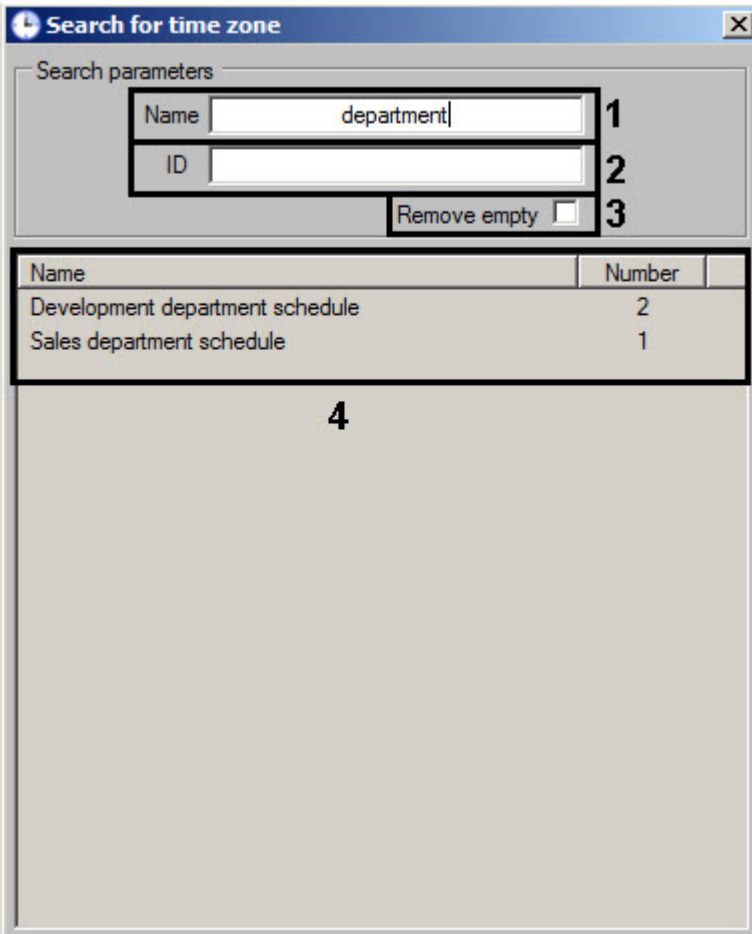 Search for time zone
Search parameters
Name department 1
ID 2
Remove empty 3
Name Number
Development department schedule 2
Sales department schedule 1
4